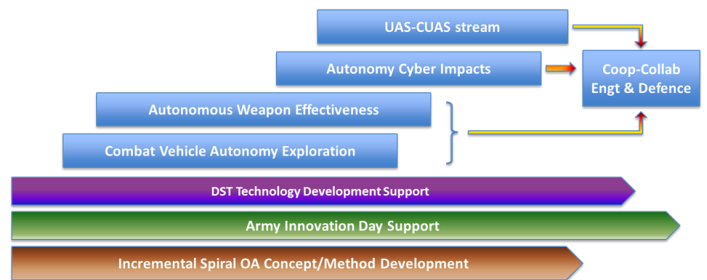 UAS-CUAS stream
Autonomy Cyber Impacts
Coop-Collab
Engt & Defence
Autonomous Weapon Effectiveness
Combat Vehicle Autonomy Exploration
DST Technology Development Support
Army Innovation Day Support
Incremental Spiral OA Concept/Method Development